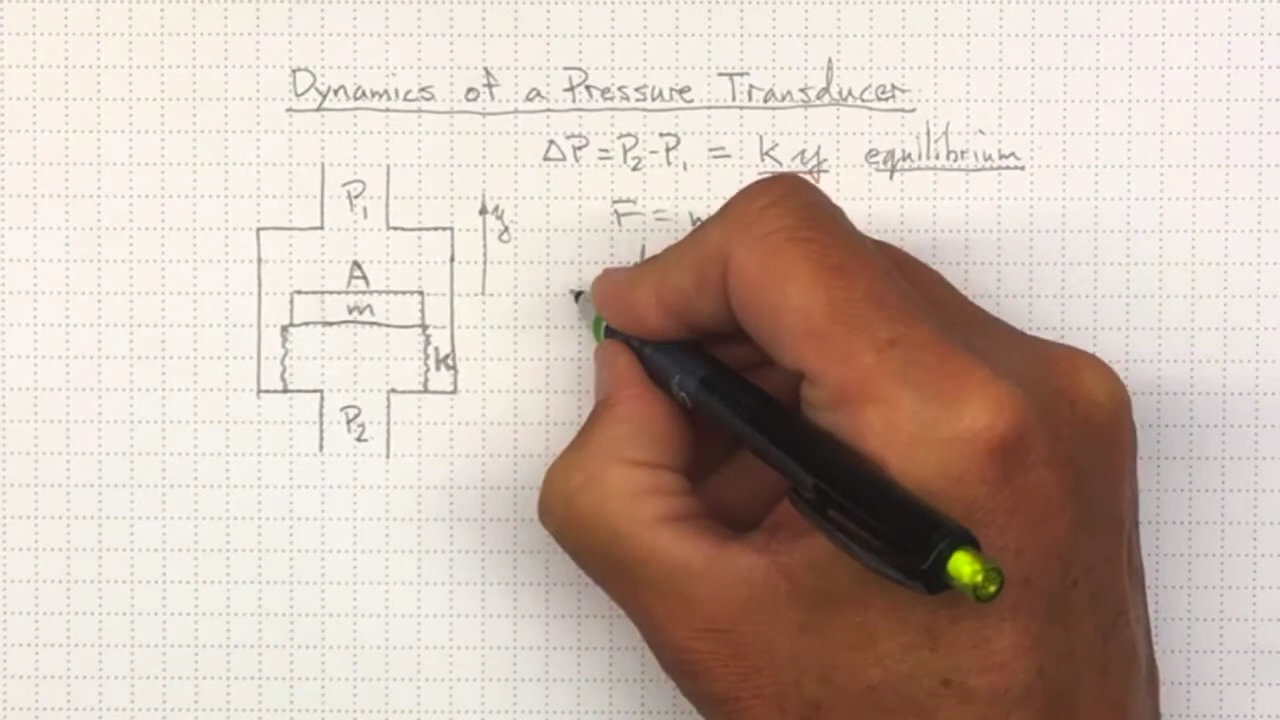 Dynamics of a Pressure Transducer
ΔP = P₂ - P₁ = k y equilibrium
P₁
y
F =
A
m
k
P₂